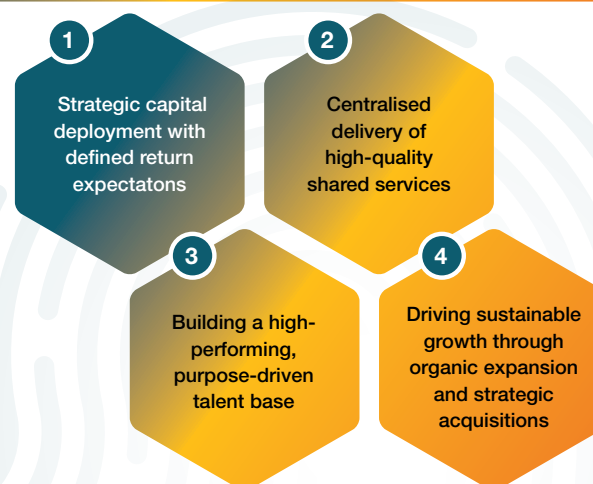 1
Strategic capital
deployment with
defined return
expectatons
2
Centralised
delivery of
high-quality
shared services
3
Building a high-
performing,
purpose-driven
talent base
4
Driving sustainable
growth through
organic expansion
and strategic
acquisitions